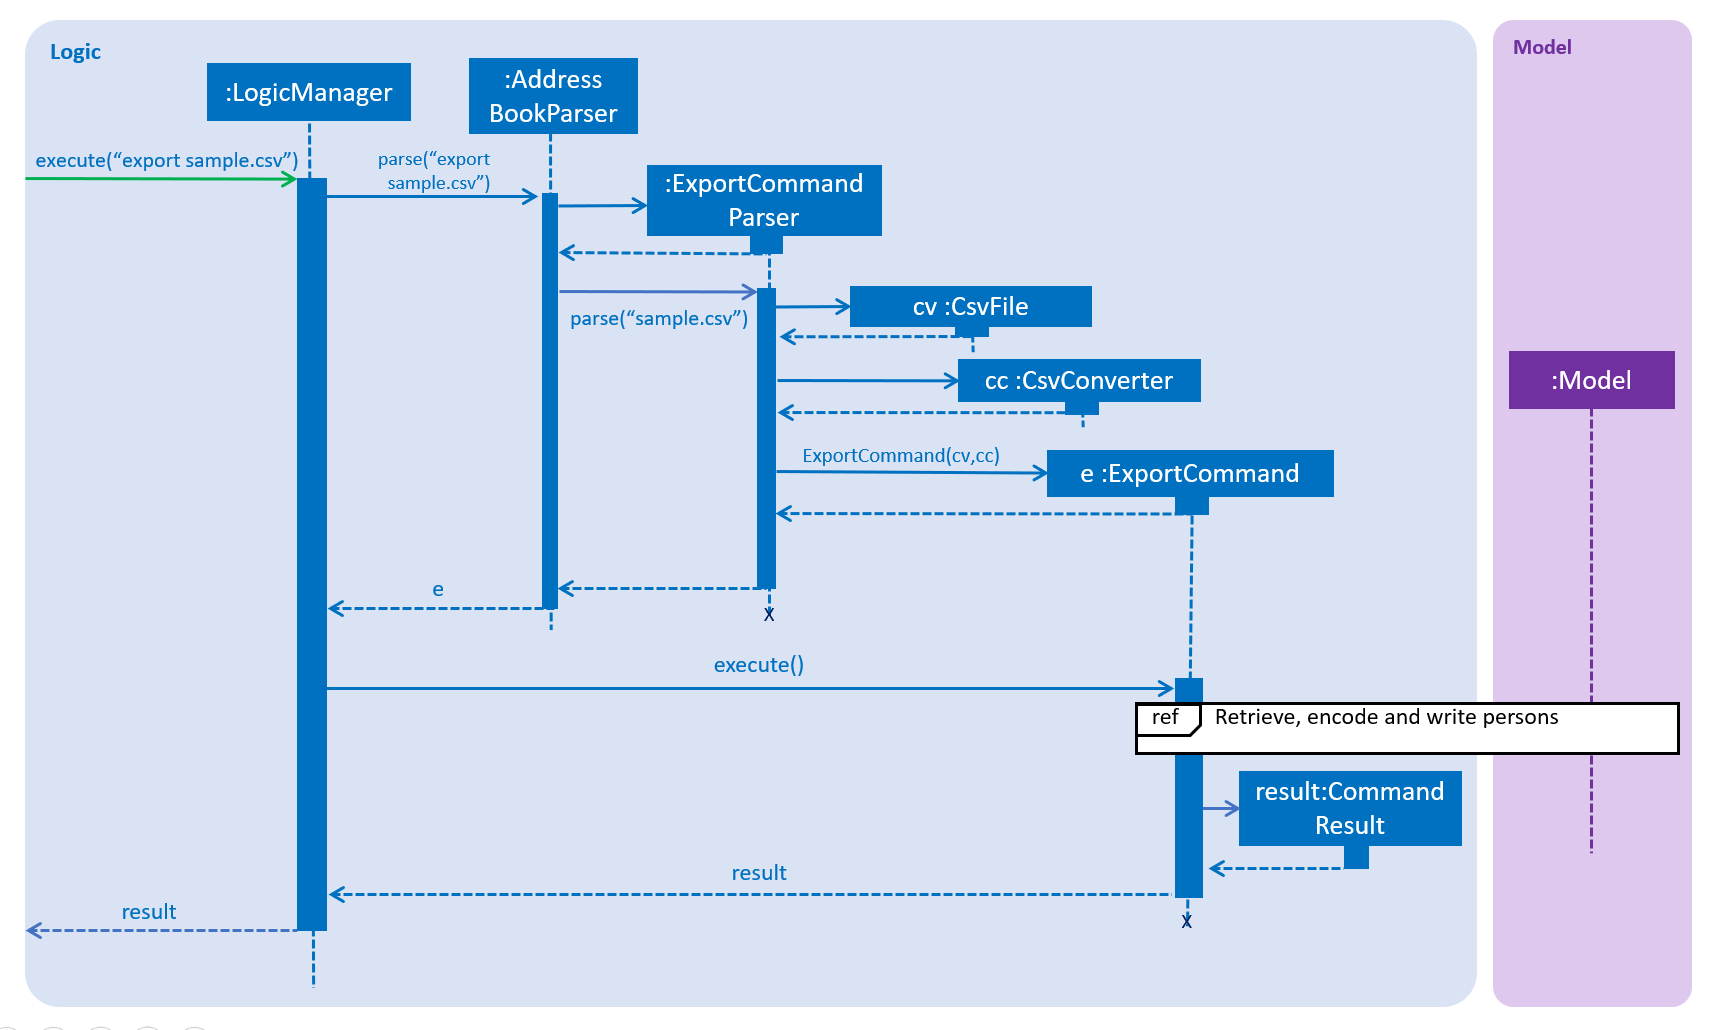 Logic
Model
:LogicManager
:Address
BookParser
execute(“export sample.csv”)
parse(“export
sample.csv”)
:ExportCommand
Parser
parse(“sample.csv”)
cv :CsvFile
cc :CsvConverter
:Model
ExportCommand(cv,cc)
e :ExportCommand
e
X
execute()
ref
Retrieve, encode and write persons
result:Command
Result
result
result
X